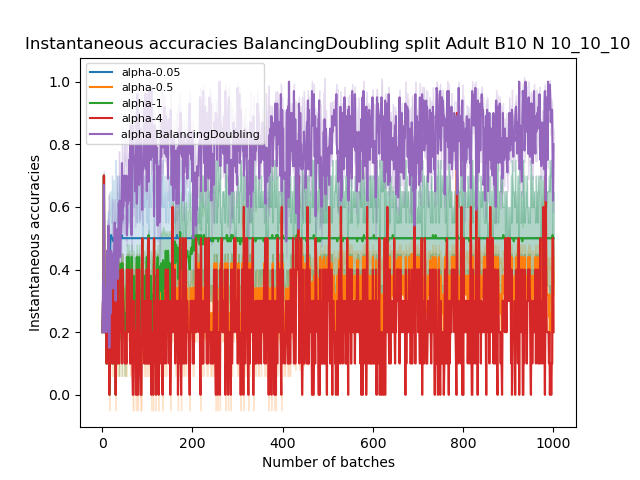 Instantaneous accuracies BalancingDoubling split Adult B10 N 10_10_10
alpha-0.05
alpha-0.5
alpha-1
alpha-4
alpha BalancingDoubling
Instantaneous accuracies
1.0
0.8
0.6
0.4
0.2
0.0
0 200 400 600 800 1000
Number of batches